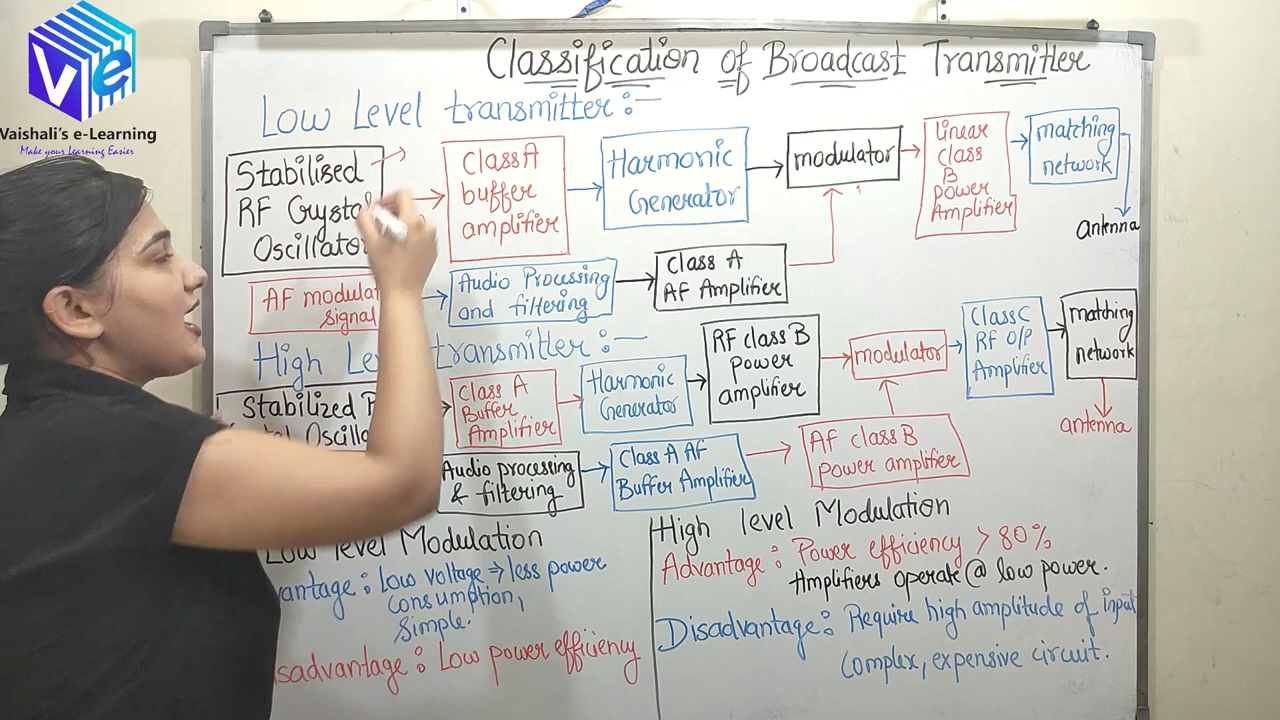 Vaishali's e-Learning
Make your Learning Easier
Classification of Broadcast Transmitter
Low Level transmitter :-
Stabilised
RF Crystal
Oscillator
Class A
buffer
amplifier
Harmonic
Generator
modulator
linear
class
B
power
Amplifier
matching
network
antenna
AF modulat
Signal
Audio Processing
and filtering
Class A
AF Amplifier
High Le transmitter :-
Stabilized
Oscilla
Class A
Buffer
Amplifier
Harmonic
Generator
RF class B
power
amplifier
modulator
Class C
Rf O/P
Amplifier
matching
network
antenna
Audio processing
& filtering
Class A AF
Buffer Amplifier
AF class B
power amplifier
Low level Modulation
vantage : Low voltage ⇒ less power
consumption,
Simple.
sadvantage : Low power efficiency
High level Modulation
Advantage : Power efficiency > 80%
Amplifiers operate @ low power.
Disadvantage : Require high amplitude of input
Complex, expensive circuit.